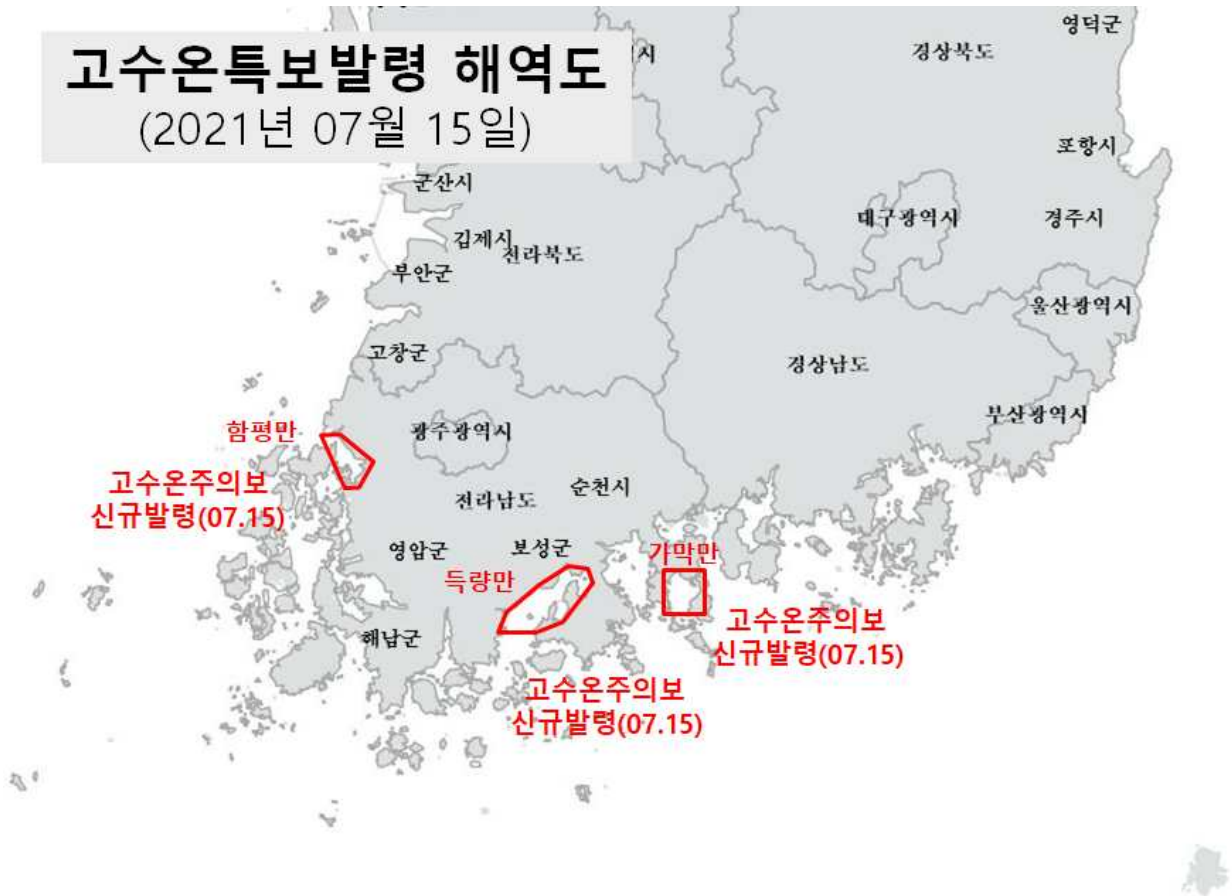 고수온특보발령 해역도
(2021년 07월 15일)
영덕군
경상북도
시
포항시
군산시
대구광역시
경주시
김제시
전라북도
부안군
울산광역시
고창군
경상남도
부산광역시
함평만
광주광역시
고수온주의보
신규발령(07.15)
전라남도
순천시
영암군
보성군
가막만
득량만
해남군
고수온주의보
신규발령(07.15)
고수온주의보
신규발령(07.15)